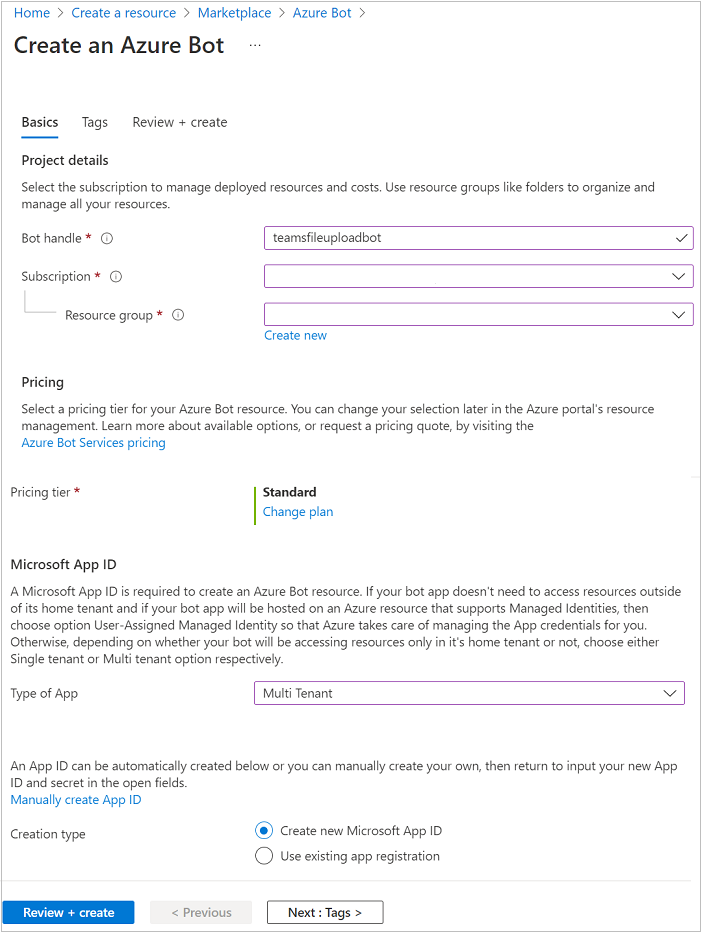 Home > Create a resource > Marketplace > Azure Bot >
Create an Azure Bot ...
Basics Tags Review + create
Project details
Select the subscription to manage deployed resources and costs. Use resource groups like folders to organize and
manage all your resources.
Bot handle * teamsfileuploadbot
Subscription *
Resource group *
Create new
Pricing
Select a pricing tier for your Azure Bot resource. You can change your selection later in the Azure portal's resource
management. Learn more about available options, or request a pricing quote, by visiting the
Azure Bot Services pricing
Pricing tier * Standard
Change plan
Microsoft App ID
A Microsoft App ID is required to create an Azure Bot resource. If your bot app doesn't need to access resources outside
of its home tenant and if your bot app will be hosted on an Azure resource that supports Managed Identities, then
choose option User-Assigned Managed Identity so that Azure takes care of managing the App credentials for you.
Otherwise, depending on whether your bot will be accessing resources only in it's home tenant or not, choose either
Single tenant or Multi tenant option respectively.
Type of App Multi Tenant
An App ID can be automatically created below or you can manually create your own, then return to input your new App
ID and secret in the open fields.
Manually create App ID
Creation type Create new Microsoft App ID
Use existing app registration
Review + create < Previous Next : Tags >